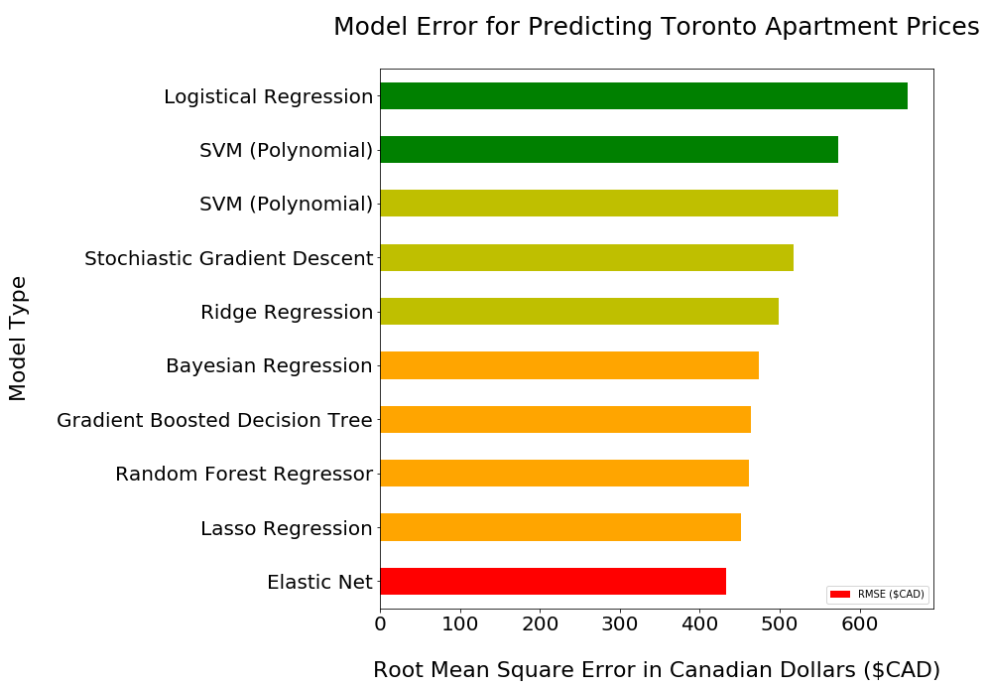 Model Error for Predicting Toronto Apartment Prices
Logistical Regression
SVM (Polynomial)
SVM (Polynomial)
Stochiastic Gradient Descent
Ridge Regression
Bayesian Regression
Gradient Boosted Decision Tree
Random Forest Regressor
Lasso Regression
Elastic Net
Model Type
RMSE ($CAD)
0 100 200 300 400 500 600
Root Mean Square Error in Canadian Dollars ($CAD)